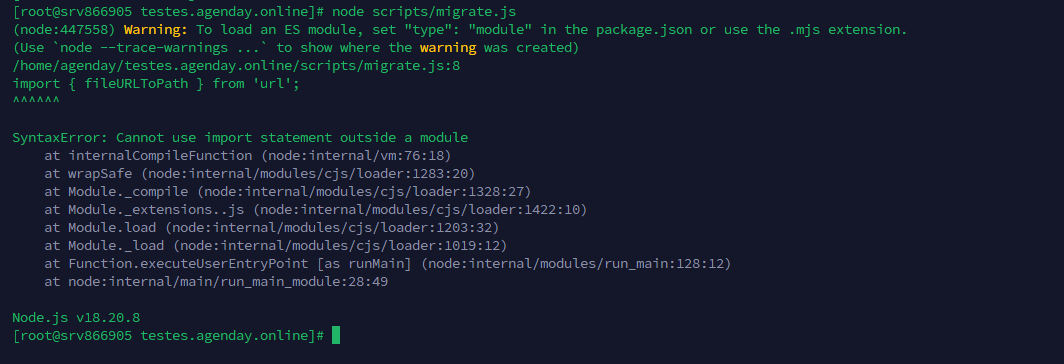 [root@srv866905 testes.agenday.online]# node scripts/migrate.js
(node:447558) Warning: To load an ES module, set "type": "module" in the package.json or use the .mjs extension.
(Use `node --trace-warnings ...` to show where the warning was created)
/home/agenday/testes.agenday.online/scripts/migrate.js:8
import { fileURLToPath } from 'url';
^^^^^^

SyntaxError: Cannot use import statement outside a module
    at internalCompileFunction (node:internal/vm:76:18)
    at wrapSafe (node:internal/modules/cjs/loader:1283:20)
    at Module._compile (node:internal/modules/cjs/loader:1328:27)
    at Module._extensions..js (node:internal/modules/cjs/loader:1422:10)
    at Module.load (node:internal/modules/cjs/loader:1203:32)
    at Module._load (node:internal/modules/cjs/loader:1019:12)
    at Function.executeUserEntryPoint [as runMain] (node:internal/modules/run_main:128:12)
    at node:internal/main/run_main_module:28:49

Node.js v18.20.8
[root@srv866905 testes.agenday.online]#